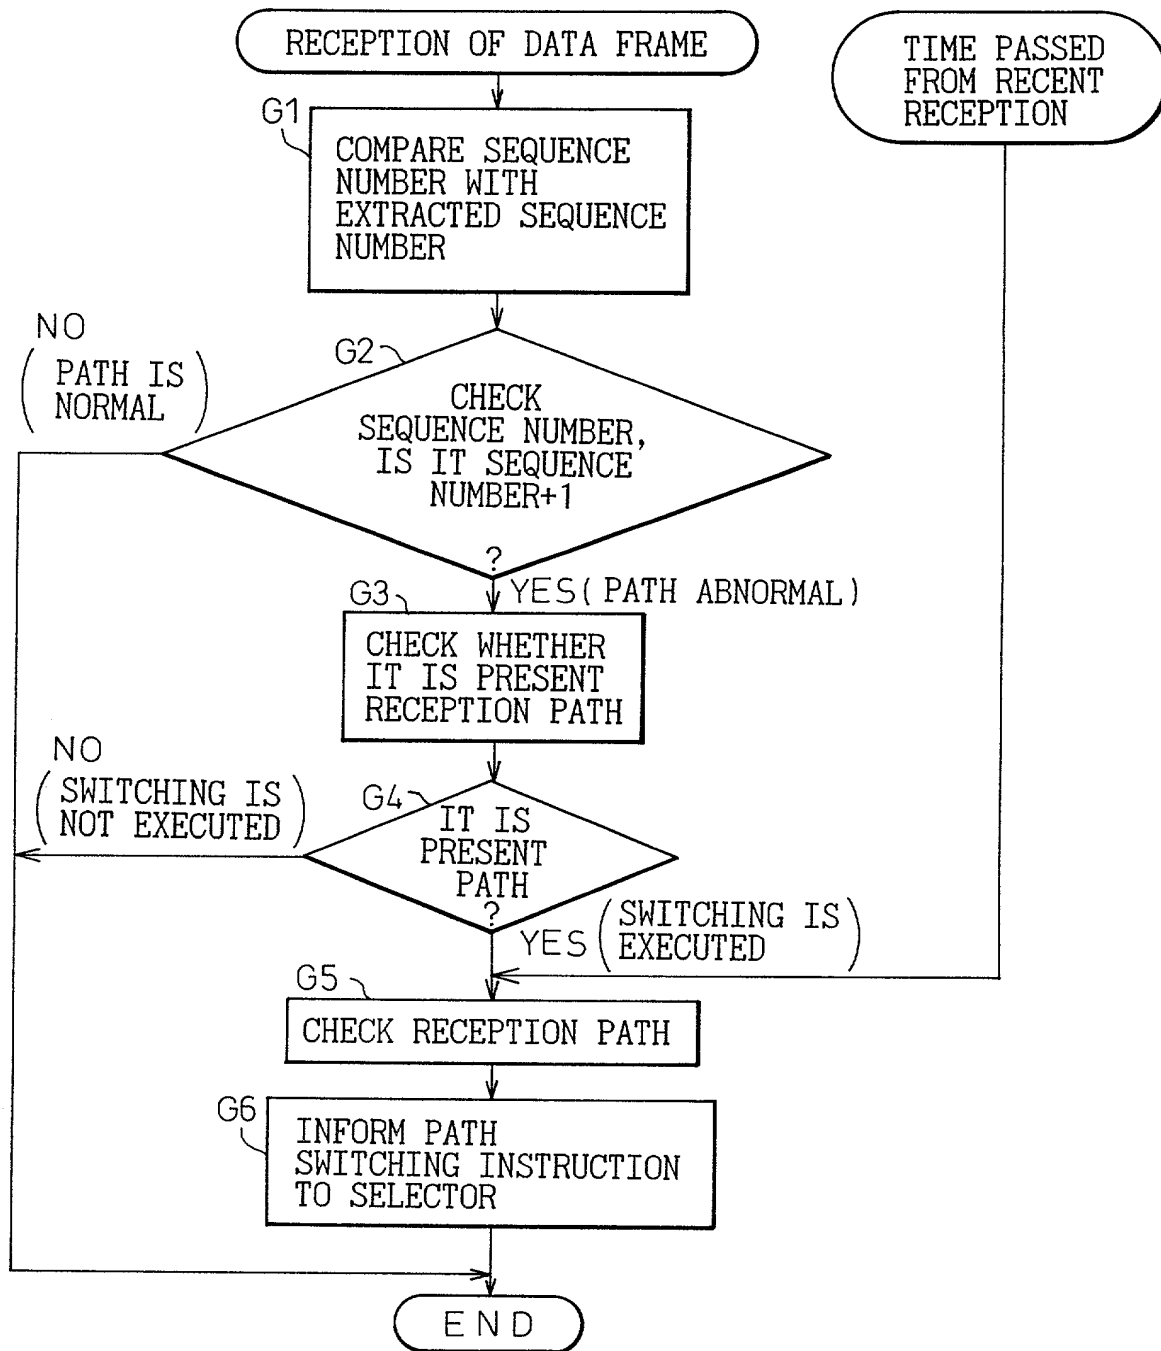 RECEPTION OF DATA FRAME
TIME PASSED
FROM RECENT
RECEPTION
G1
COMPARE SEQUENCE
NUMBER WITH
EXTRACTED SEQUENCE
NUMBER
NO
(PATH IS
NORMAL)
G2
CHECK
SEQUENCE NUMBER,
IS IT SEQUENCE
NUMBER+1
?
YES (PATH ABNORMAL)
G3
CHECK WHETHER
IT IS PRESENT
RECEPTION PATH
NO
(SWITCHING IS
NOT EXECUTED)
G4
IT IS
PRESENT
PATH
?
YES (SWITCHING IS
EXECUTED)
G5
CHECK RECEPTION PATH
G6
INFORM PATH
SWITCHING INSTRUCTION
TO SELECTOR
END